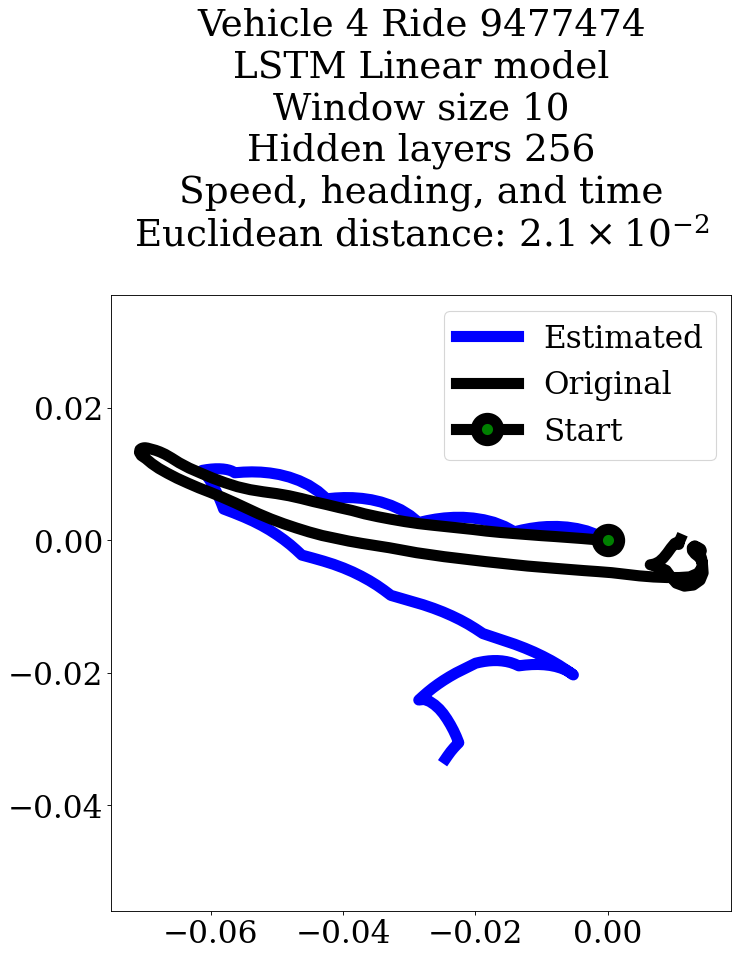 Vehicle 4 Ride 9477474
LSTM Linear model
Window size 10
Hidden layers 256
Speed, heading, and time
Euclidean distance: 2.1 × 10⁻²
Estimated
Original
Start
0.02
0.00
−0.02
−0.04
−0.06 −0.04 −0.02 0.00